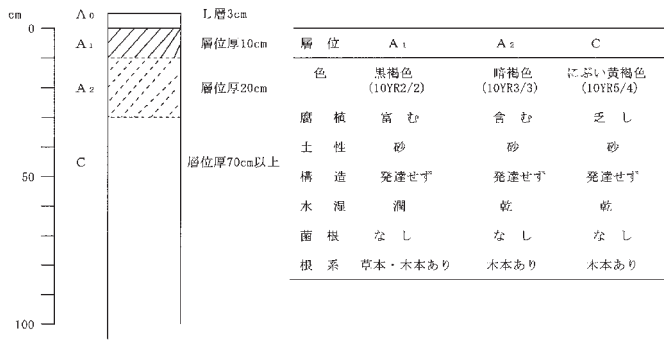 cm
A₀ L層3cm
0
A₁ 層位厚10cm
A₂ 層位厚20cm
C 層位厚70cm以上
50
100
層位 A₁ A₂ C
色 黒褐色 暗褐色 にぶい黄褐色
(10YR2/2) (10YR3/3) (10YR5/4)
腐植 富む 含む 乏し
土性 砂 砂 砂
構造 発達せず 発達せず 発達せず
水湿 潤 乾 乾
菌根 なし なし なし
根系 草本・木本あり 木本あり 木本あり